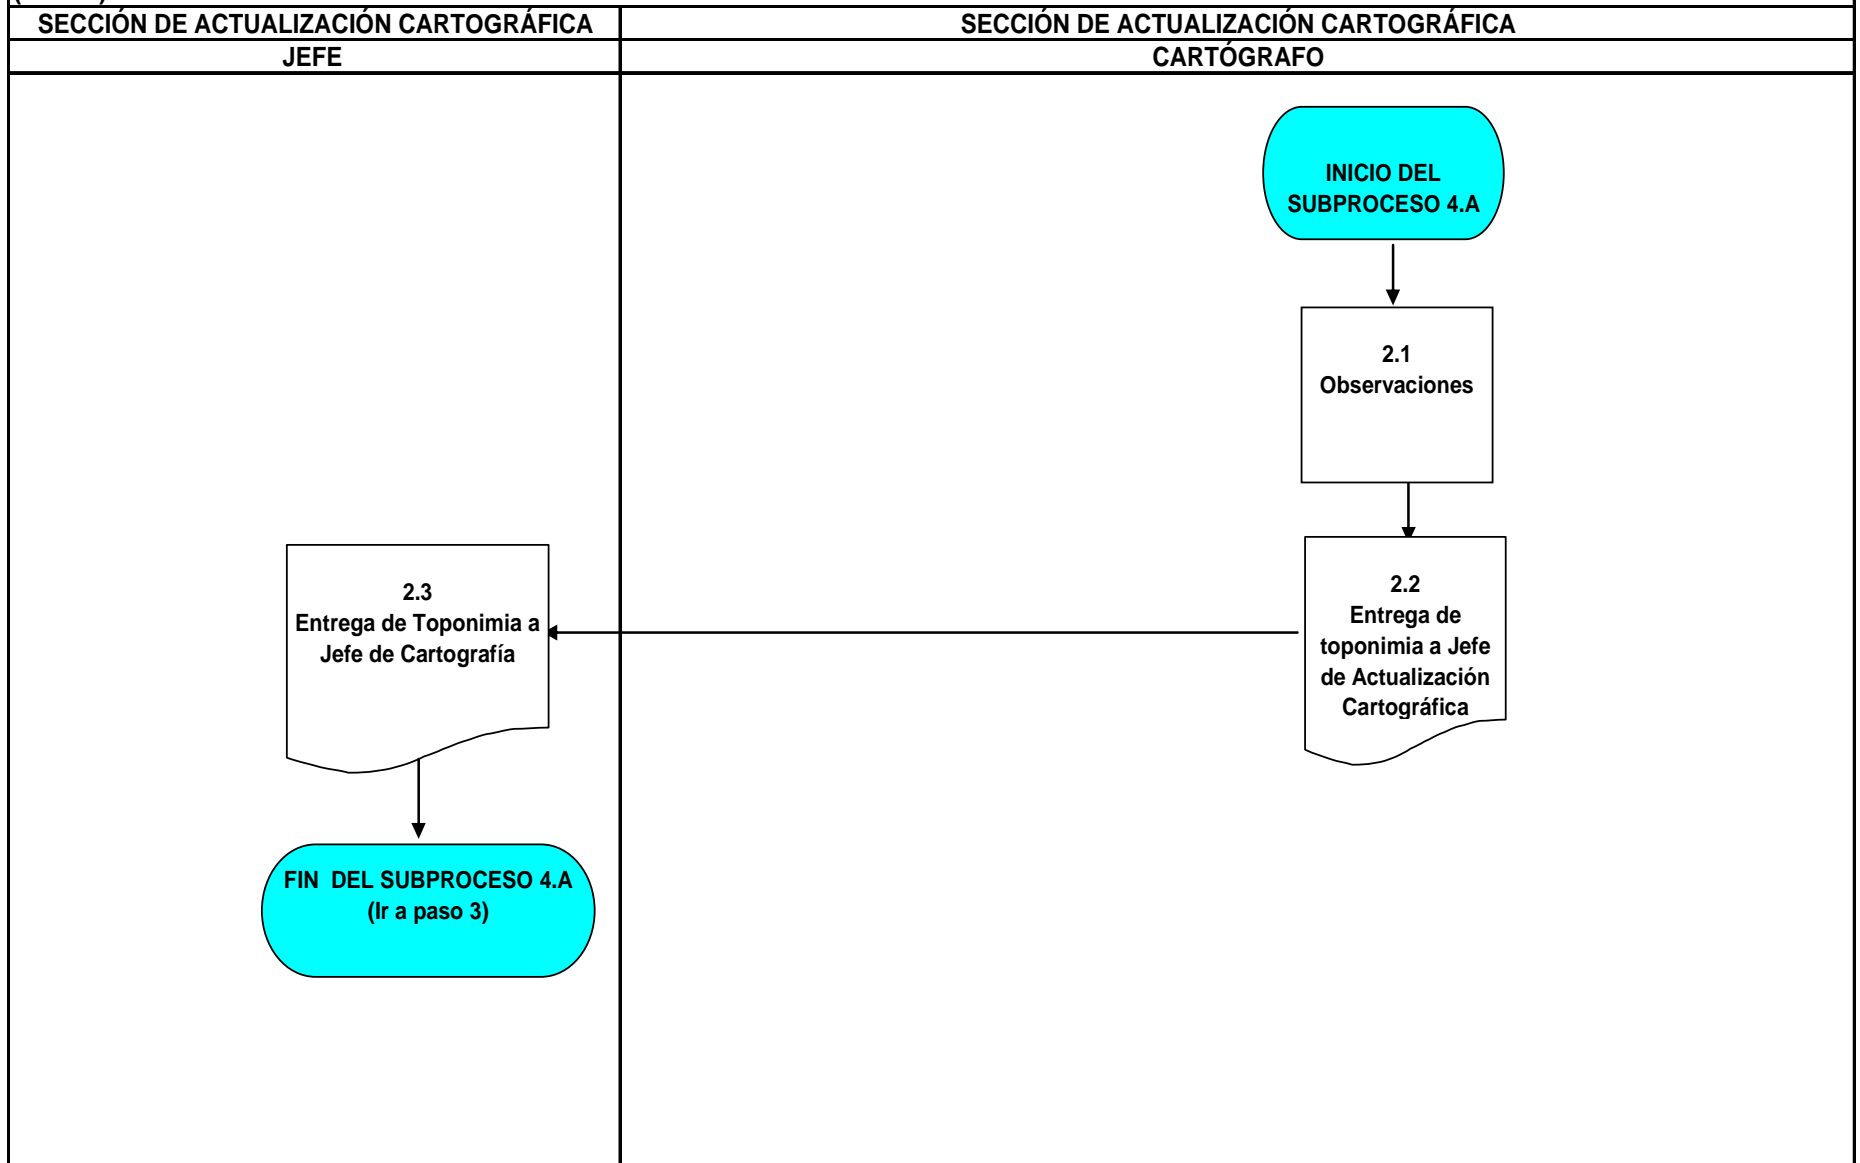 SECCIÓN DE ACTUALIZACIÓN CARTOGRÁFICA
SECCIÓN DE ACTUALIZACIÓN CARTOGRÁFICA
JEFE
CARTÓGRAFO
INICIO DEL
SUBPROCESO 4.A
2.1
Observaciones
2.2
Entrega de
toponimia a Jefe
de Actualización
Cartográfica
2.3
Entrega de Toponimia a
Jefe de Cartografía
FIN DEL SUBPROCESO 4.A
(Ir a paso 3)